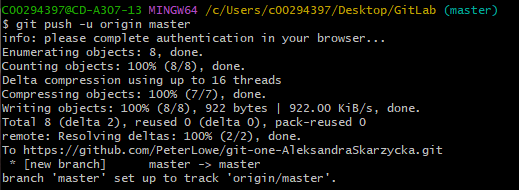 C00294397@CD-A307-13 MINGW64 /c/Users/c00294397/Desktop/GitLab (master)
$ git push -u origin master
info: please complete authentication in your browser...
Enumerating objects: 8, done.
Counting objects: 100% (8/8), done.
Delta compression using up to 16 threads
Compressing objects: 100% (7/7), done.
Writing objects: 100% (8/8), 922 bytes | 922.00 KiB/s, done.
Total 8 (delta 2), reused 0 (delta 0), pack-reused 0
remote: Resolving deltas: 100% (2/2), done.
To https://github.com/PeterLowe/git-one-AleksandraSkarzycka.git
 * [new branch]      master -> master
branch 'master' set up to track 'origin/master'.